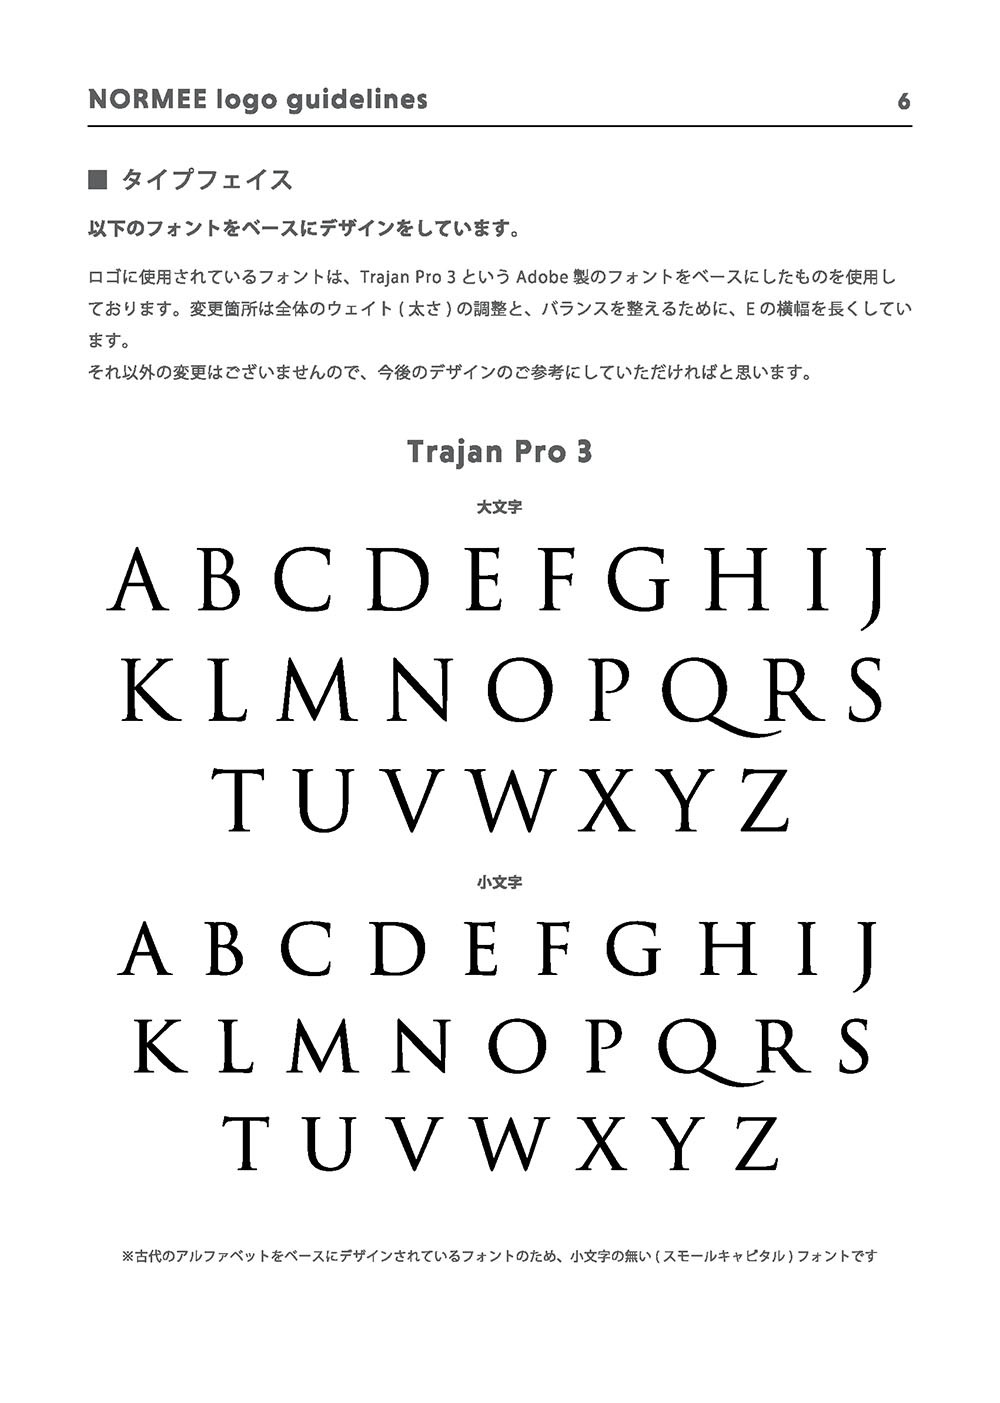 NORMEE logo guidelines 6
■ タイプフェイス
以下のフォントをベースにデザインをしています。
ロゴに使用されているフォントは、Trajan Pro 3 という Adobe 製のフォントをベースにしたものを使用し
ております。変更箇所は全体のウェイト ( 太さ ) の調整と、バランスを整えるために、E の横幅を長くしてい
ます。
それ以外の変更はございませんので、今後のデザインのご参考にしていただければと思います。
Trajan Pro 3
大文字
A B C D E F G H I J
K L M N O P Q R S
T U V W X Y Z
小文字
A B C D E F G H I J
K L M N O P Q R S
T U V W X Y Z
※古代のアルファベットをベースにデザインされているフォントのため、小文字の無い ( スモールキャピタル ) フォントです